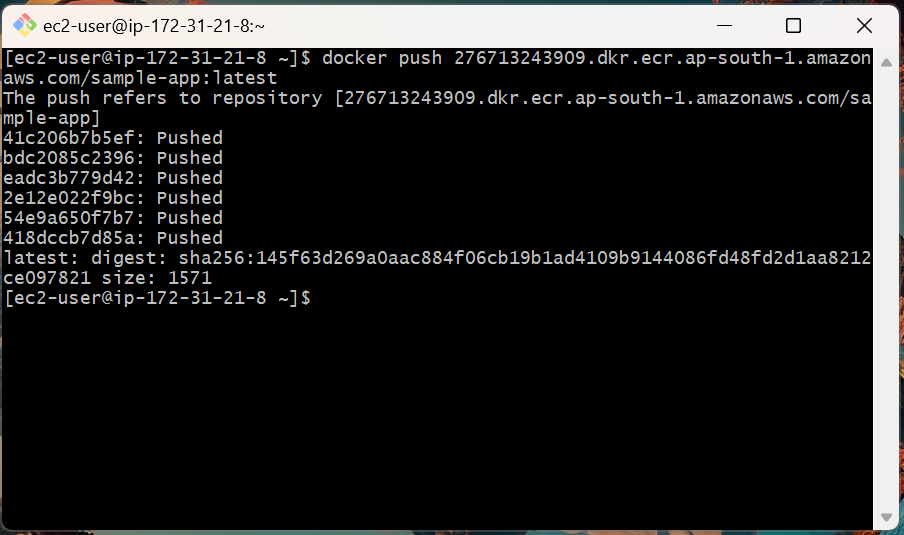 ec2-user@ip-172-31-21-8:~
[ec2-user@ip-172-31-21-8 ~]$ docker push 276713243909.dkr.ecr.ap-south-1.amazon
aws.com/sample-app:latest
The push refers to repository [276713243909.dkr.ecr.ap-south-1.amazonaws.com/sa
mple-app]
41c206b7b5ef: Pushed
bdc2085c2396: Pushed
eadc3b779d42: Pushed
2e12e022f9bc: Pushed
54e9a650f7b7: Pushed
418dccb7d85a: Pushed
latest: digest: sha256:145f63d269a0aac884f06cb19b1ad4109b9144086fd48fd2d1aa8212
ce097821 size: 1571
[ec2-user@ip-172-31-21-8 ~]$